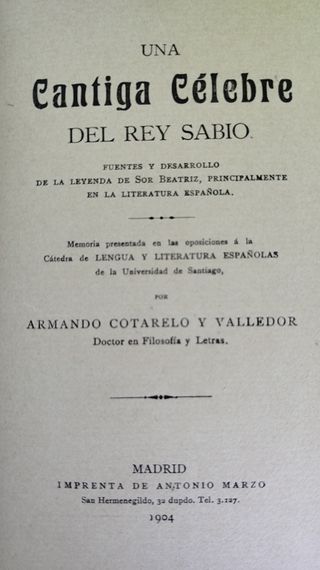 UNA
Cantiga Célebre
DEL REY SABIO.
FUENTES Y DESARROLLO
DE LA LEYENDA DE SOR BEATRIZ, PRINCIPALMENTE
EN LA LITERATURA ESPAÑOLA.
Memoria presentada en las oposiciones á la
Cátedra de LENGUA Y LITERATURA ESPAÑOLAS
de la Universidad de Santiago,
POR
ARMANDO COTARELO Y VALLEDOR
Doctor en Filosofía y Letras.
MADRID
IMPRENTA DE ANTONIO MARZO
San Hermenegildo, 32 dupdo. Tel. 3.127.
1904